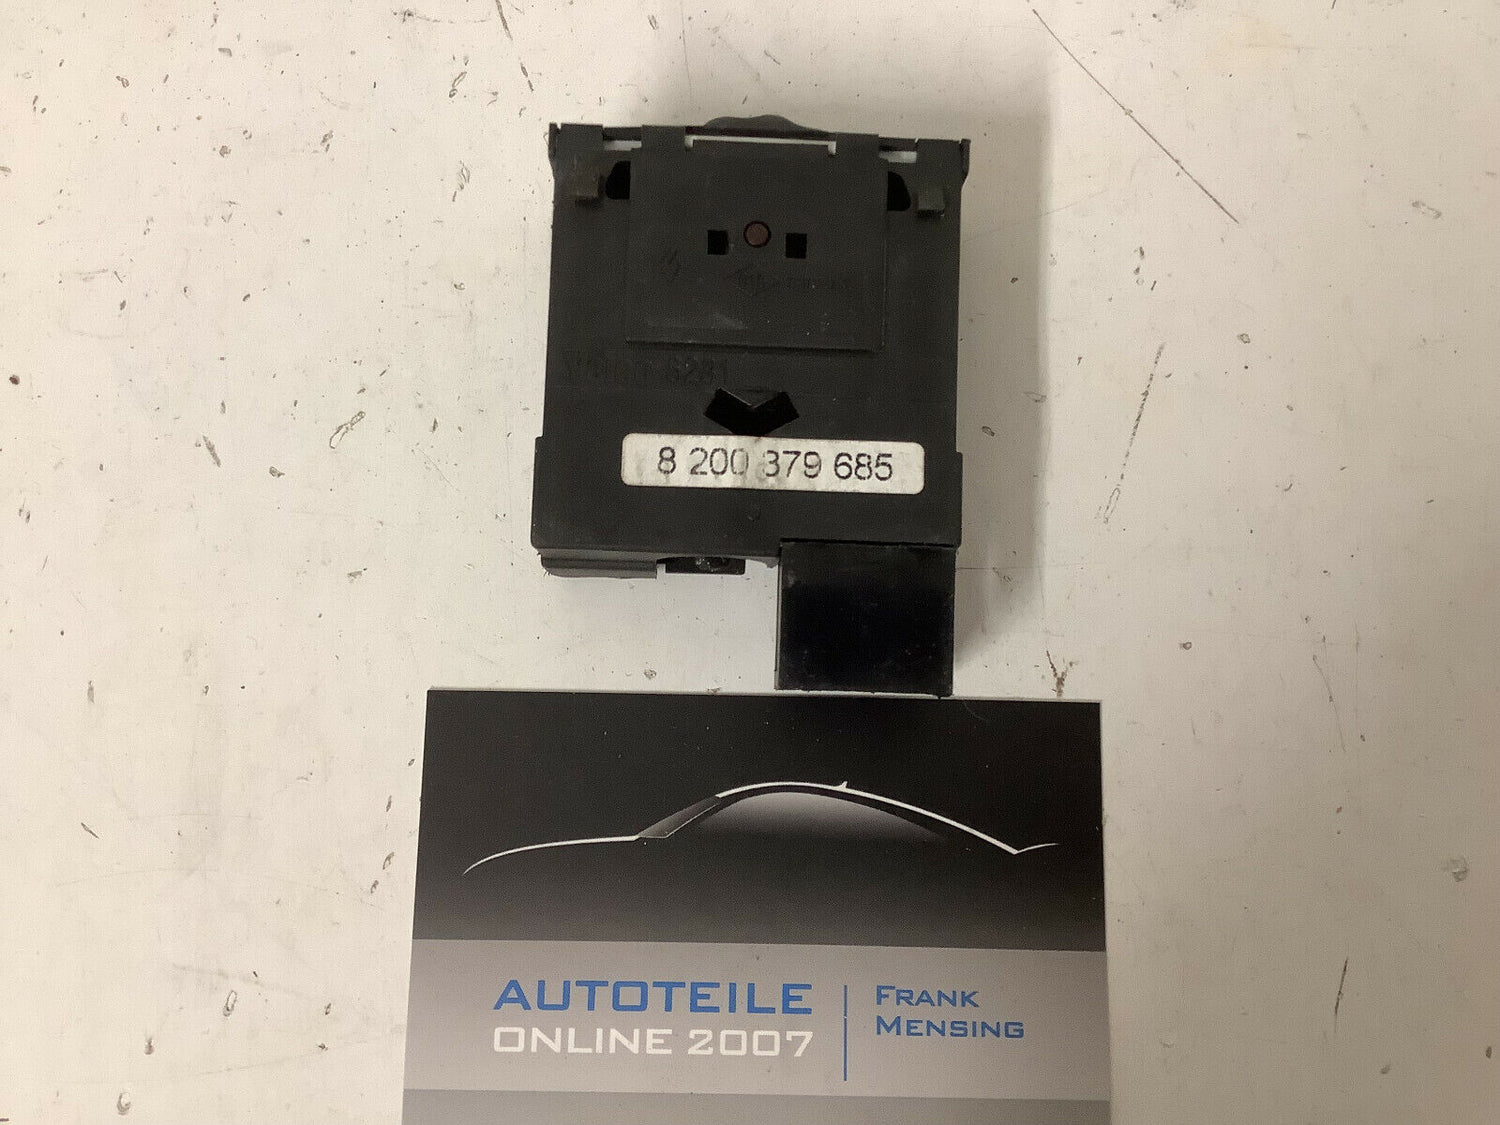 8 200 379 685
AUTOTEILE
ONLINE 2007
FRANK
MENSING